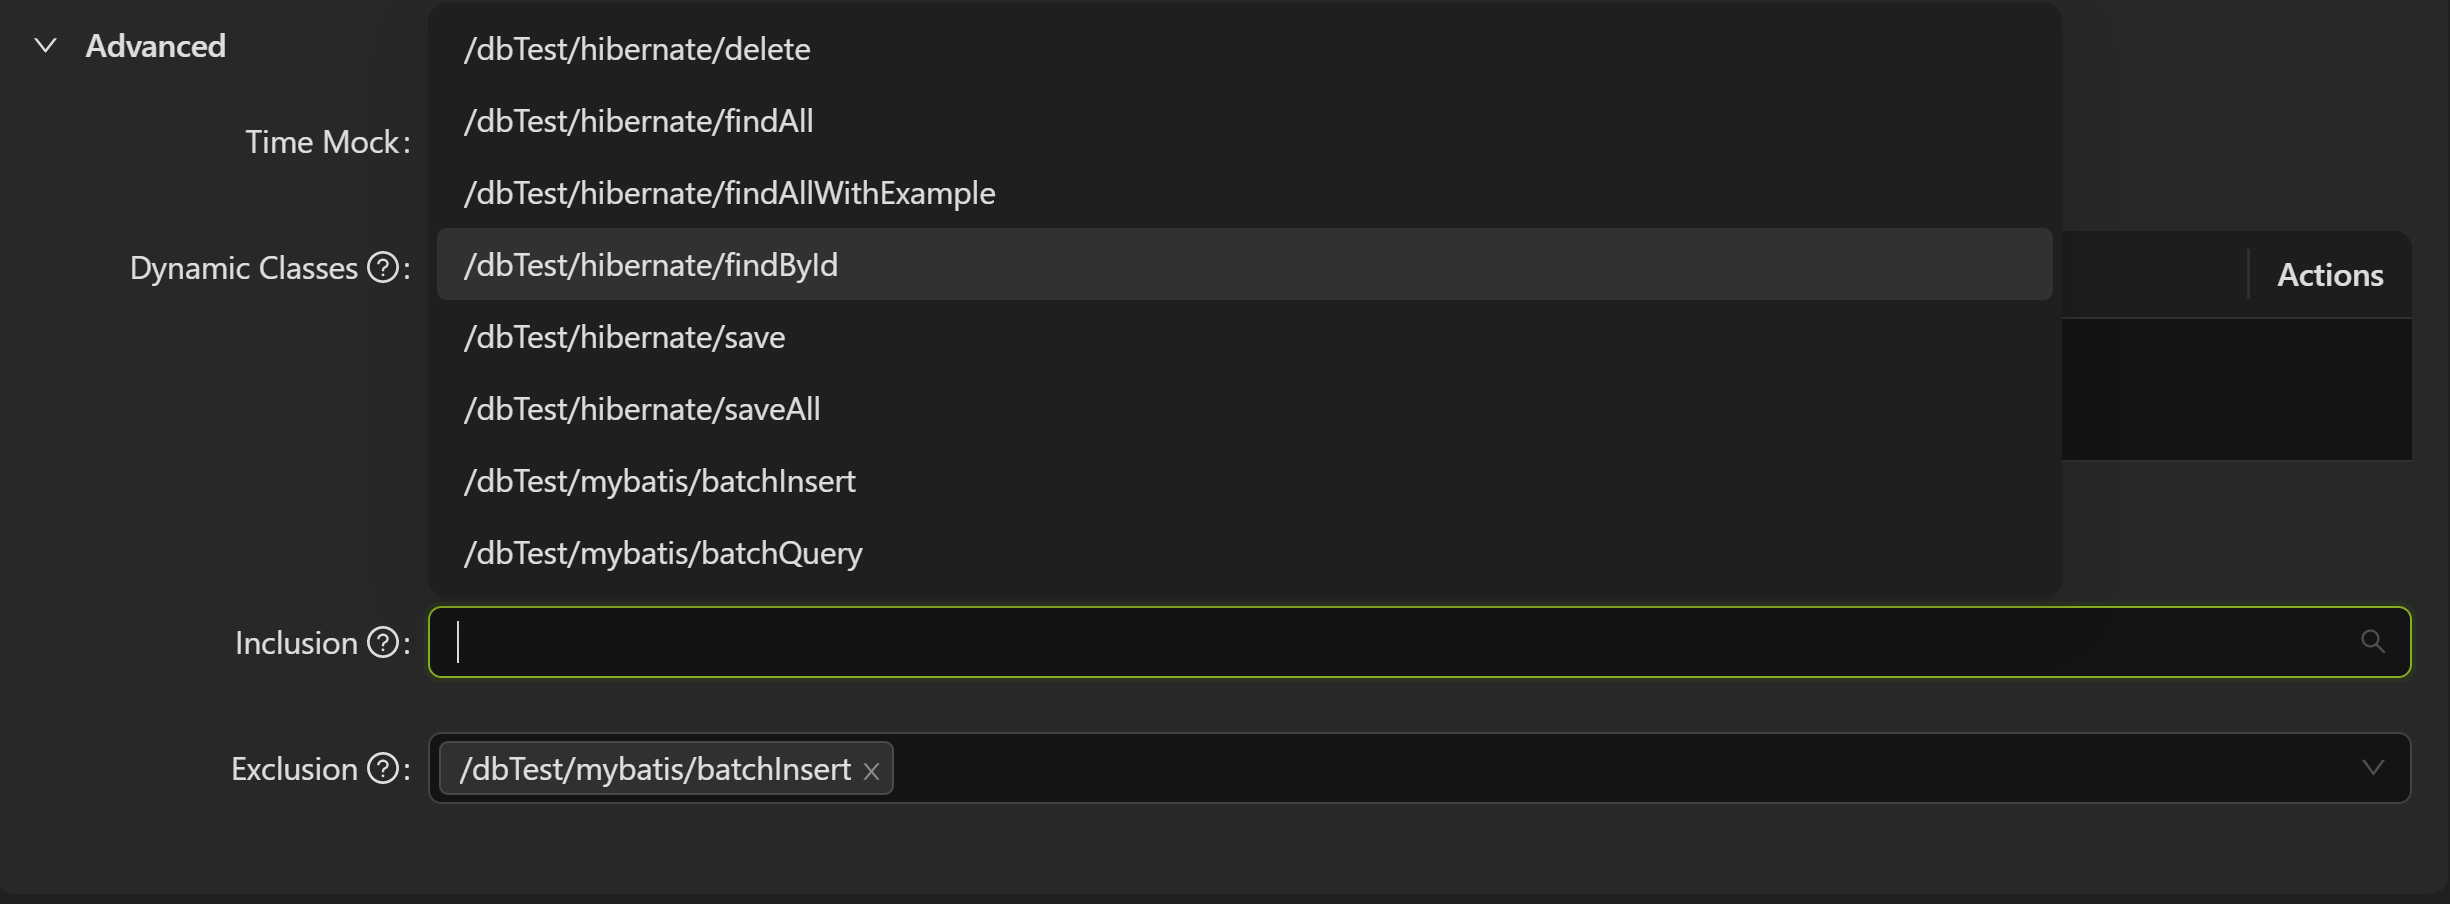 Advanced
/dbTest/hibernate/delete
/dbTest/hibernate/findAll
Time Mock:
/dbTest/hibernate/findAllWithExample
Dynamic Classes ?:
/dbTest/hibernate/findById
Actions
/dbTest/hibernate/save
/dbTest/hibernate/saveAll
/dbTest/mybatis/batchInsert
/dbTest/mybatis/batchQuery
Inclusion ?:
Exclusion ?: /dbTest/mybatis/batchInsert x